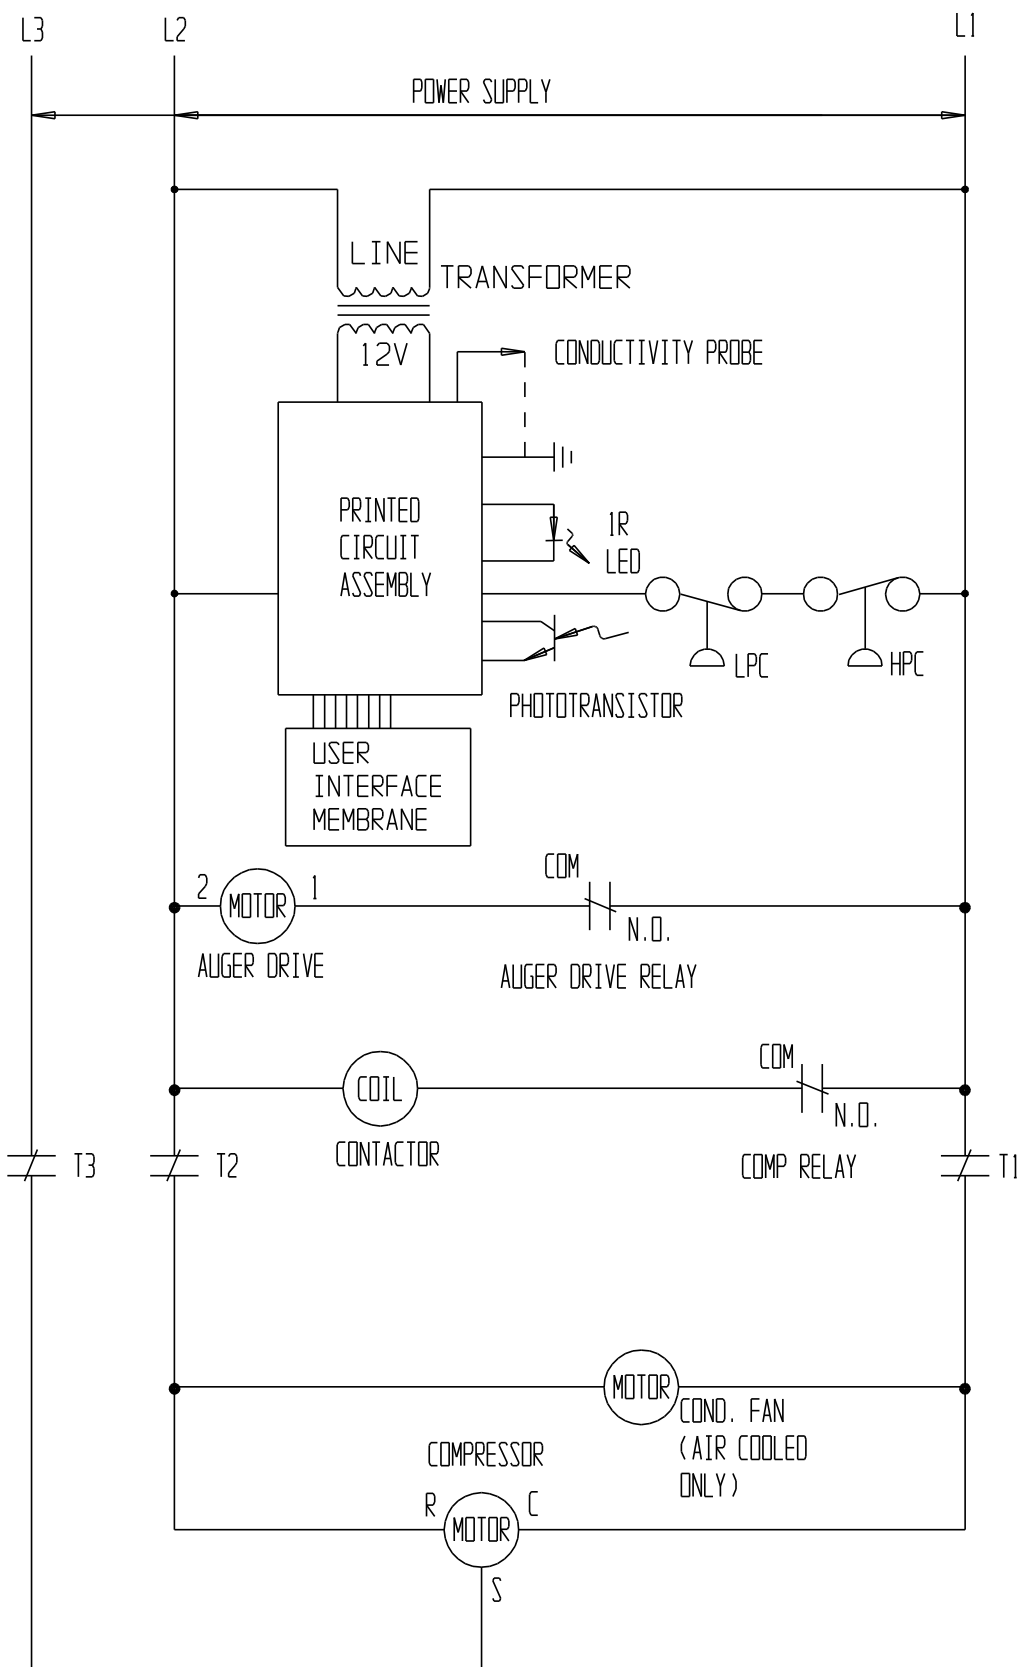 L3
L2
L1
POWER SUPPLY
LINE
TRANSFORMER
12V
CONDUCTIVITY PROBE
PRINTED
CIRCUIT
ASSEMBLY
1R
LED
LPC
HPC
PHOTOTRANSISTOR
USER
INTERFACE
MEMBRANE
2
MOTOR
1
COM
N.O.
AUGER DRIVE
AUGER DRIVE RELAY
COM
COIL
N.O.
CONTACTOR
COMP RELAY
T3
T2
T1
MOTOR
COND. FAN
(AIR COOLED
ONLY)
COMPRESSOR
R
C
MOTOR
S